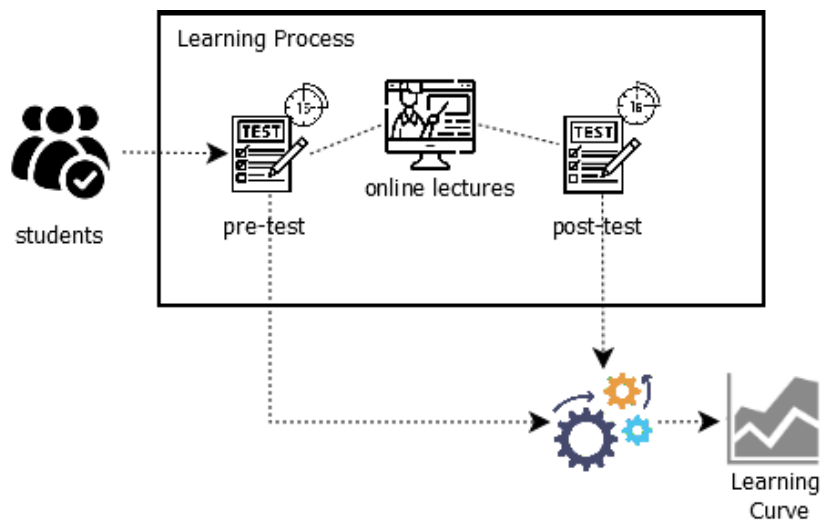 Learning Process
15
16
TEST
TEST
online lectures
students
pre-test
post-test
Learning
Curve